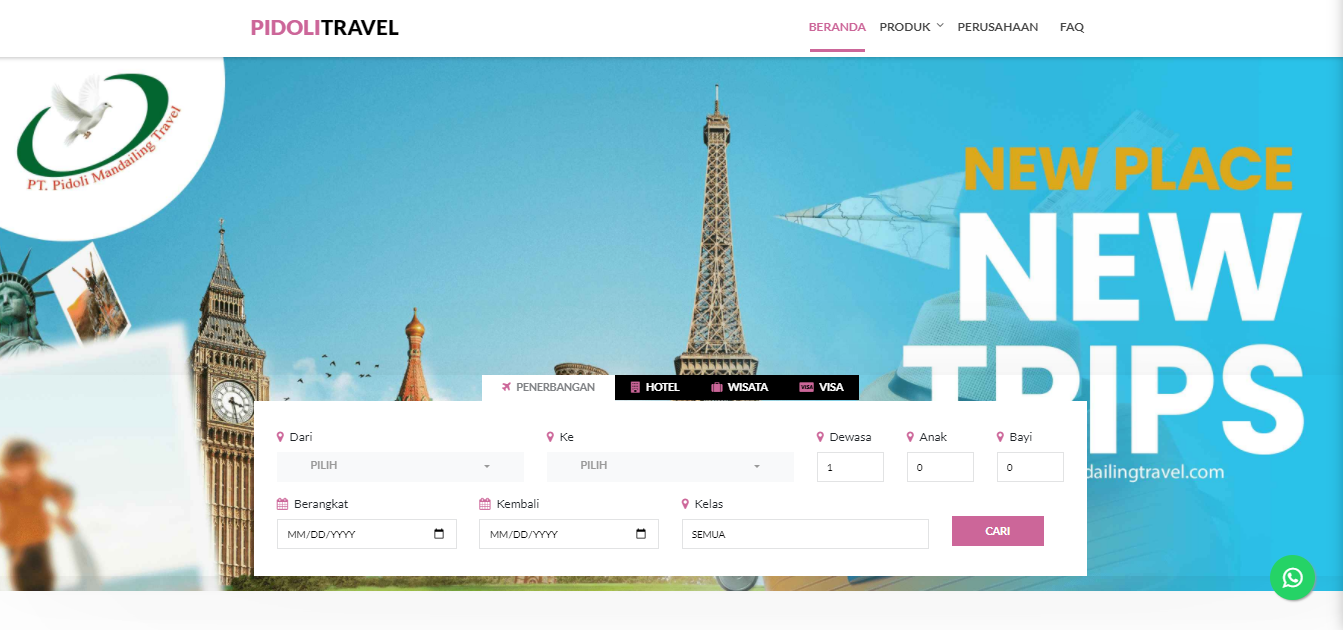 PIDOLITRAVEL
BERANDA PRODUK PERUSAHAAN FAQ
PT. Pidoli Mandailing Travel
NEW PLACE
NEW
TRIPS
dailingtravel.com
PENERBANGAN HOTEL VISA WISATA VISA
Dari Ke Dewasa Anak Bayi
PILIH PILIH 1 0 0
Berangkat Kembali Kelas
MM/DD/YYYY MM/DD/YYYY SEMUA CARI